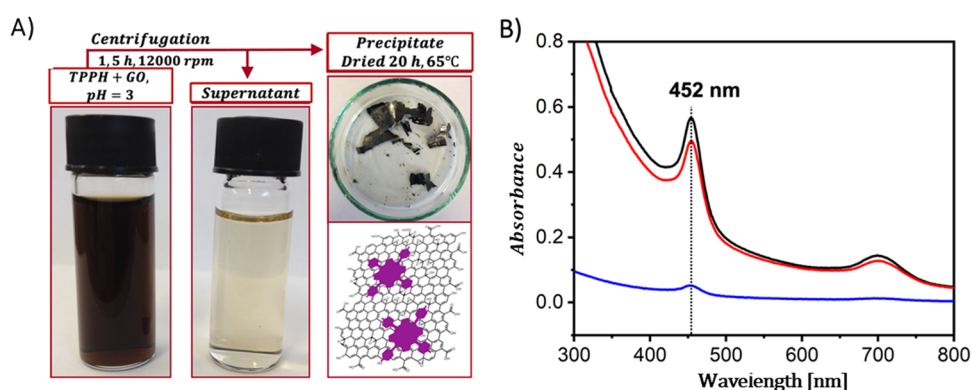 A)
Centrifugation
1,5 h, 12000 rpm
TPPH + GO,
pH = 3
Supernatant
Precipitate
Dried 20 h, 65°C
B)
452 nm
Absorbance
0.8
0.6
0.4
0.2
0.0
300 400 500 600 700 800
Wavelength [nm]